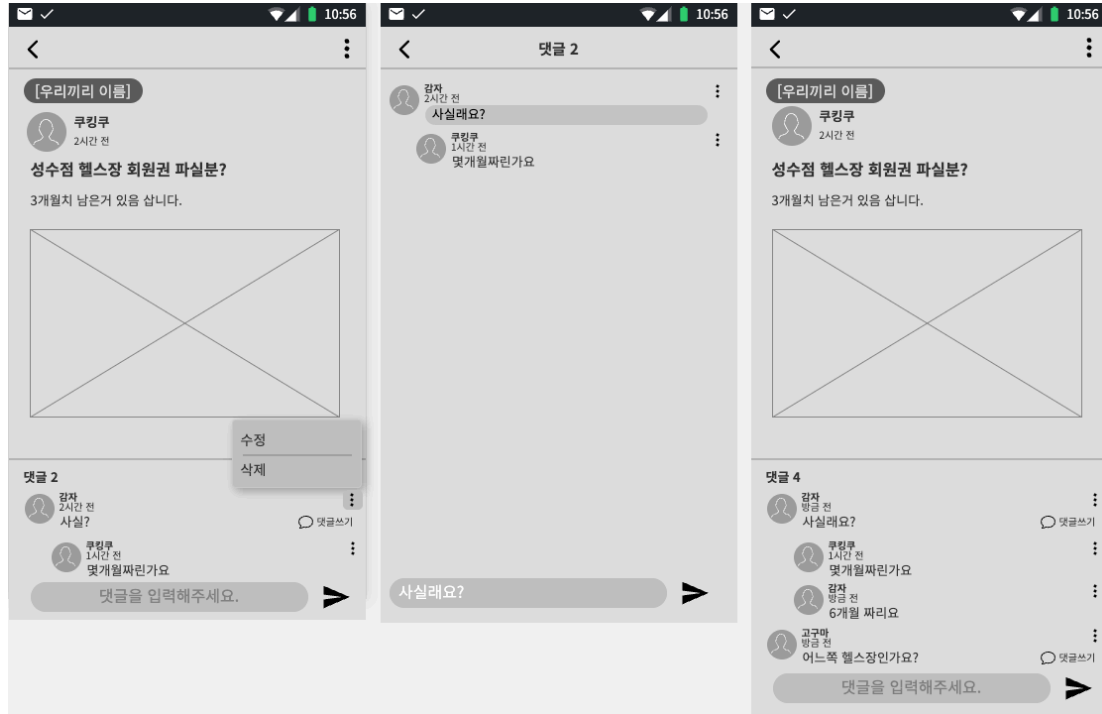 10:56
[우리끼리 이름]
쿠킹쿠
2시간 전
성수점 헬스장 회원권 파실분?
3개월치 남은거 있음 삽니다.
수정
삭제
댓글 2
감자
2시간 전
사실?
댓글쓰기
쿠킹쿠
1시간 전
몇개월짜린가요
댓글을 입력해주세요.
10:56
댓글 2
감자
2시간 전
사실래요?
쿠킹쿠
1시간 전
몇개월짜린가요
사실래요?
10:56
[우리끼리 이름]
쿠킹쿠
2시간 전
성수점 헬스장 회원권 파실분?
3개월치 남은거 있음 삽니다.
댓글 4
감자
방금 전
사실래요?
댓글쓰기
쿠킹쿠
1시간 전
몇개월짜린가요
감자
방금 전
6개월 짜리요
고구마
방금 전
어느쪽 헬스장인가요?
댓글쓰기
댓글을 입력해주세요.